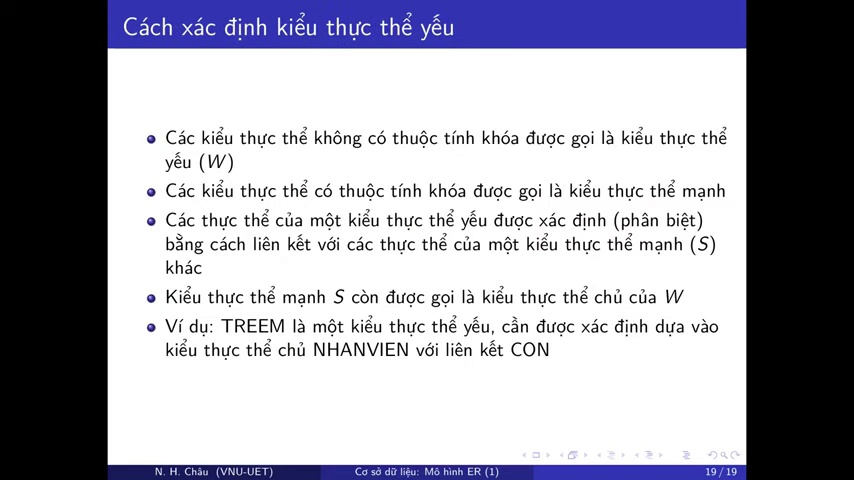 Cách xác định kiểu thực thể yếu
Các kiểu thực thể không có thuộc tính khóa được gọi là kiểu thực thể
yếu (W)
Các kiểu thực thể có thuộc tính khóa được gọi là kiểu thực thể mạnh
Các thực thể của một kiểu thực thể yếu được xác định (phân biệt)
bằng cách liên kết với các thực thể của một kiểu thực thể mạnh (S)
khác
Kiểu thực thể mạnh S còn được gọi là kiểu thực thể chủ của W
Ví dụ: TREEM là một kiểu thực thể yếu, cần được xác định dựa vào
kiểu thực thể chủ NHANVIEN với liên kết CON
N. H. Châu (VNU-UET) Cơ sở dữ liệu: Mô hình ER (1) 19 / 19